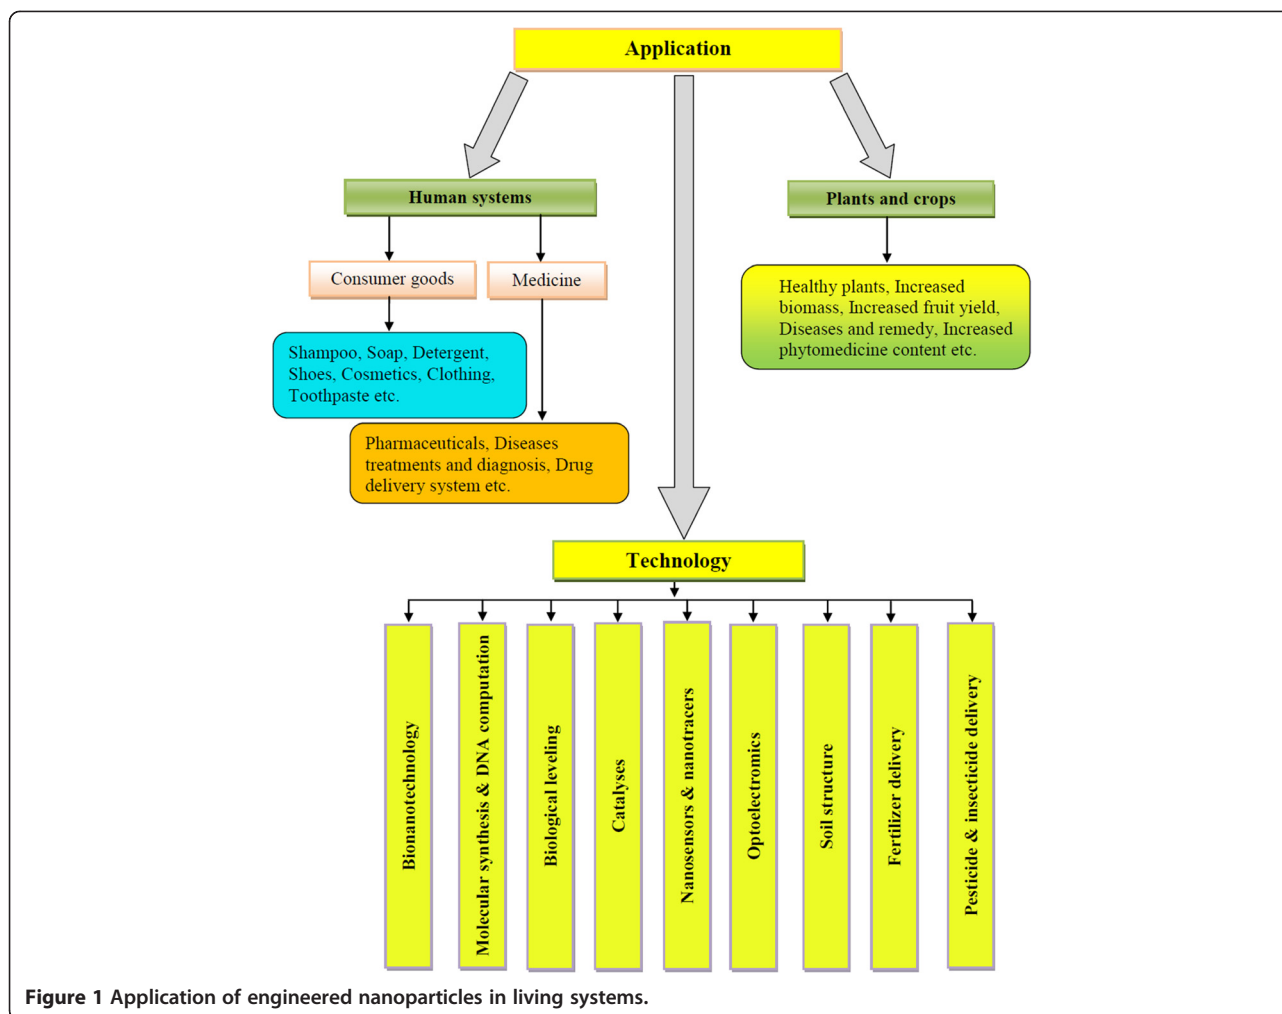 Application
Human systems
Plants and crops
Consumer goods
Medicine
Healthy plants, Increased
biomass, Increased fruit yield,
Diseases and remedy, Increased
phytomedicine content etc.
Shampoo, Soap, Detergent,
Shoes, Cosmetics, Clothing,
Toothpaste etc.
Pharmaceuticals, Diseases
treatments and diagnosis, Drug
delivery system etc.
Technology
Bionanotechnology
Molecular synthesis & DNA computation
Biological leveling
Catalyses
Nanosensors & nanotracers
Optoelectromics
Soil structure
Fertilizer delivery
Pesticide & insecticide delivery
Figure 1 Application of engineered nanoparticles in living systems.